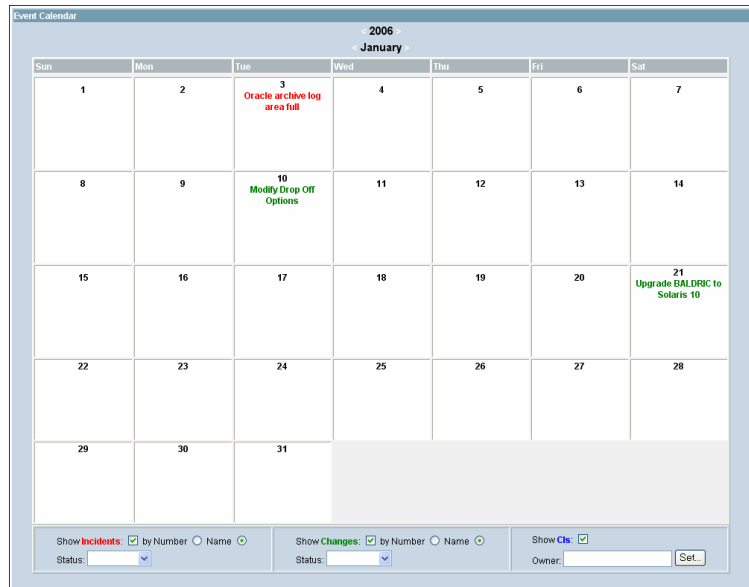 Event Calendar
< 2006 >
< January >
Sun Mon Tue Wed Thu Fri Sat
1 2 3 4 5 6 7
Oracle archive log
area full
8 9 10 11 12 13 14
Modify Drop Off
Options
15 16 17 18 19 20 21
Upgrade BALDRIC to
Solaris 10
22 23 24 25 26 27 28
29 30 31
Show Incidents: by Number Name Show Changes: by Number Name Show CIs:
Status: Status: Owner: Set...